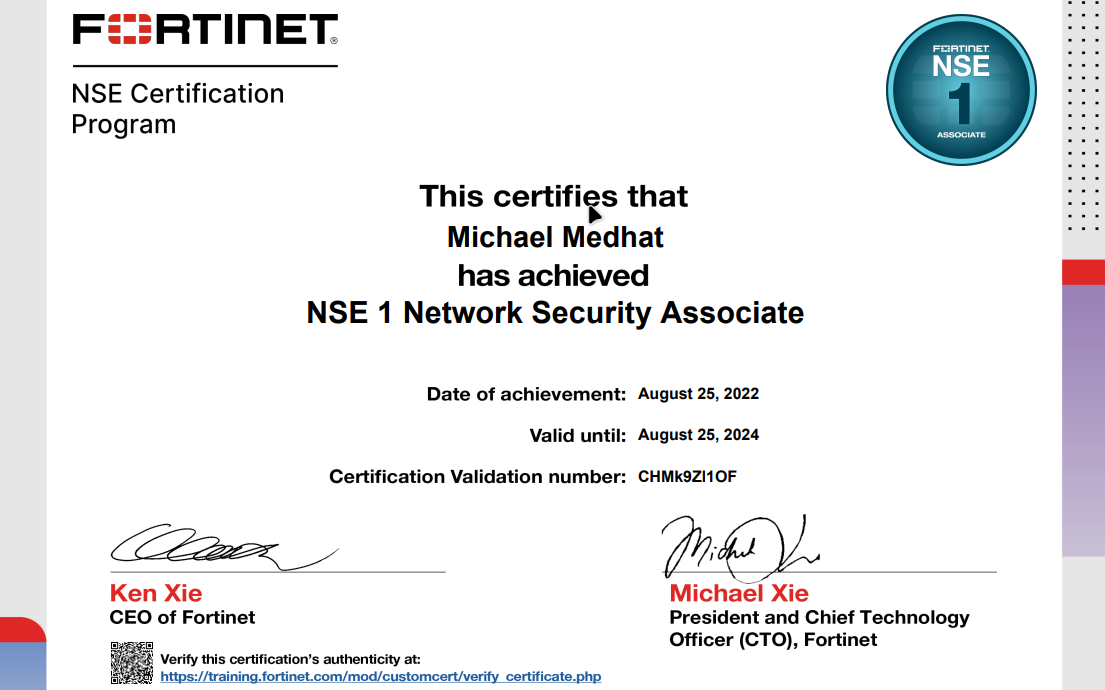 FORTINET®
NSE Certification
Program
FORTINET
NSE
1
ASSOCIATE
This certifies that
Michael Medhat
has achieved
NSE 1 Network Security Associate
Date of achievement: August 25, 2022
Valid until: August 25, 2024
Certification Validation number: CHMk9Zl1OF
Ken Xie
CEO of Fortinet
Michael Xie
President and Chief Technology
Officer (CTO), Fortinet
Verify this certification's authenticity at:
https://training.fortinet.com/mod/customcert/verify_certificate.php